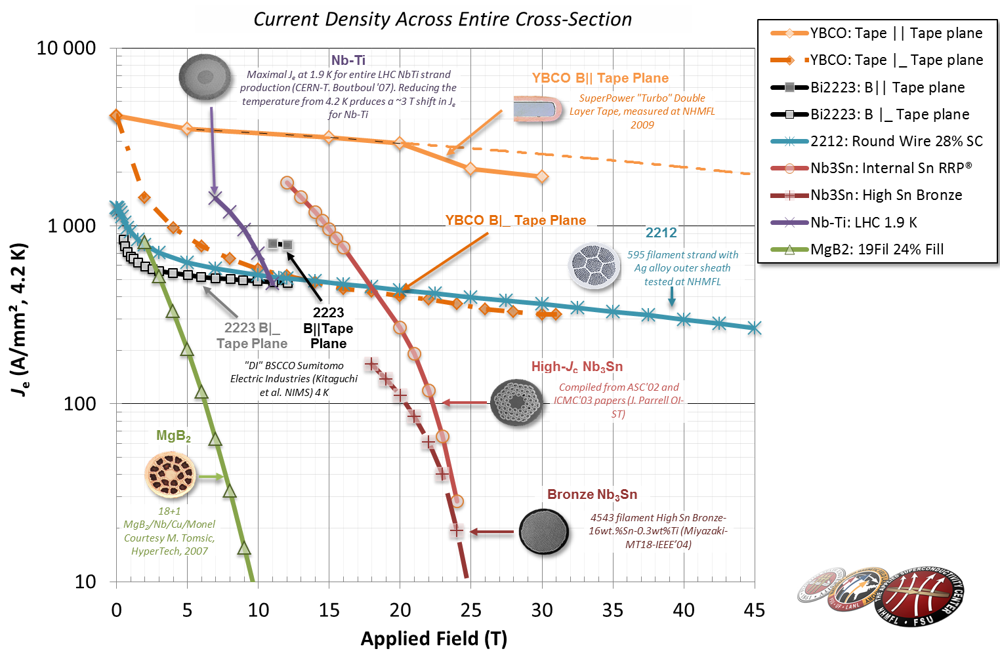 Current Density Across Entire Cross-Section
YBCO: Tape || Tape plane
YBCO: Tape |_ Tape plane
Bi2223: B|| Tape plane
Bi2223: B |_ Tape plane
2212: Round Wire 28% SC
Nb3Sn: Internal Sn RRP®
Nb3Sn: High Sn Bronze
Nb-Ti: LHC 1.9 K
MgB2: 19Fil 24% Fill
10 000
1 000
100
10
Jₑ (A/mm², 4.2 K)
Nb-Ti
Maximal Jₑ at 1.9 K for entire LHC NbTi strand
production (CERN-T. Boutboul '07). Reducing the
temperature from 4.2 K prduces a ~3 T shift in Jₑ
for Nb-Ti
YBCO B|| Tape Plane
SuperPower "Turbo" Double
Layer Tape, measured at NHMFL
2009
YBCO B|_ Tape Plane
2212
595 filament strand with
Ag alloy outer sheath
tested at NHMFL
2223 B|_
Tape Plane
2223
B||Tape
Plane
"DI" BSCCO Sumitomo
Electric Industries (Kitaguchi
et al. NIMS) 4 K
High-Jc Nb₃Sn
Compiled from ASC'02 and
ICMC'03 papers (J. Parrell OI-
ST)
MgB₂
18+1
MgB₂/Nb/Cu/Monel
Courtesy M. Tomsic,
HyperTech, 2007
Bronze Nb₃Sn
4543 filament High Sn Bronze-
16wt.%Sn-0.3wt%Ti (Miyazaki-
MT18-IEEE'04)
0 5 10 15 20 25 30 35 40 45
Applied Field (T)
THE APPLIED SUPERCONDUCTIVITY CENTER
NHMFL • FSU